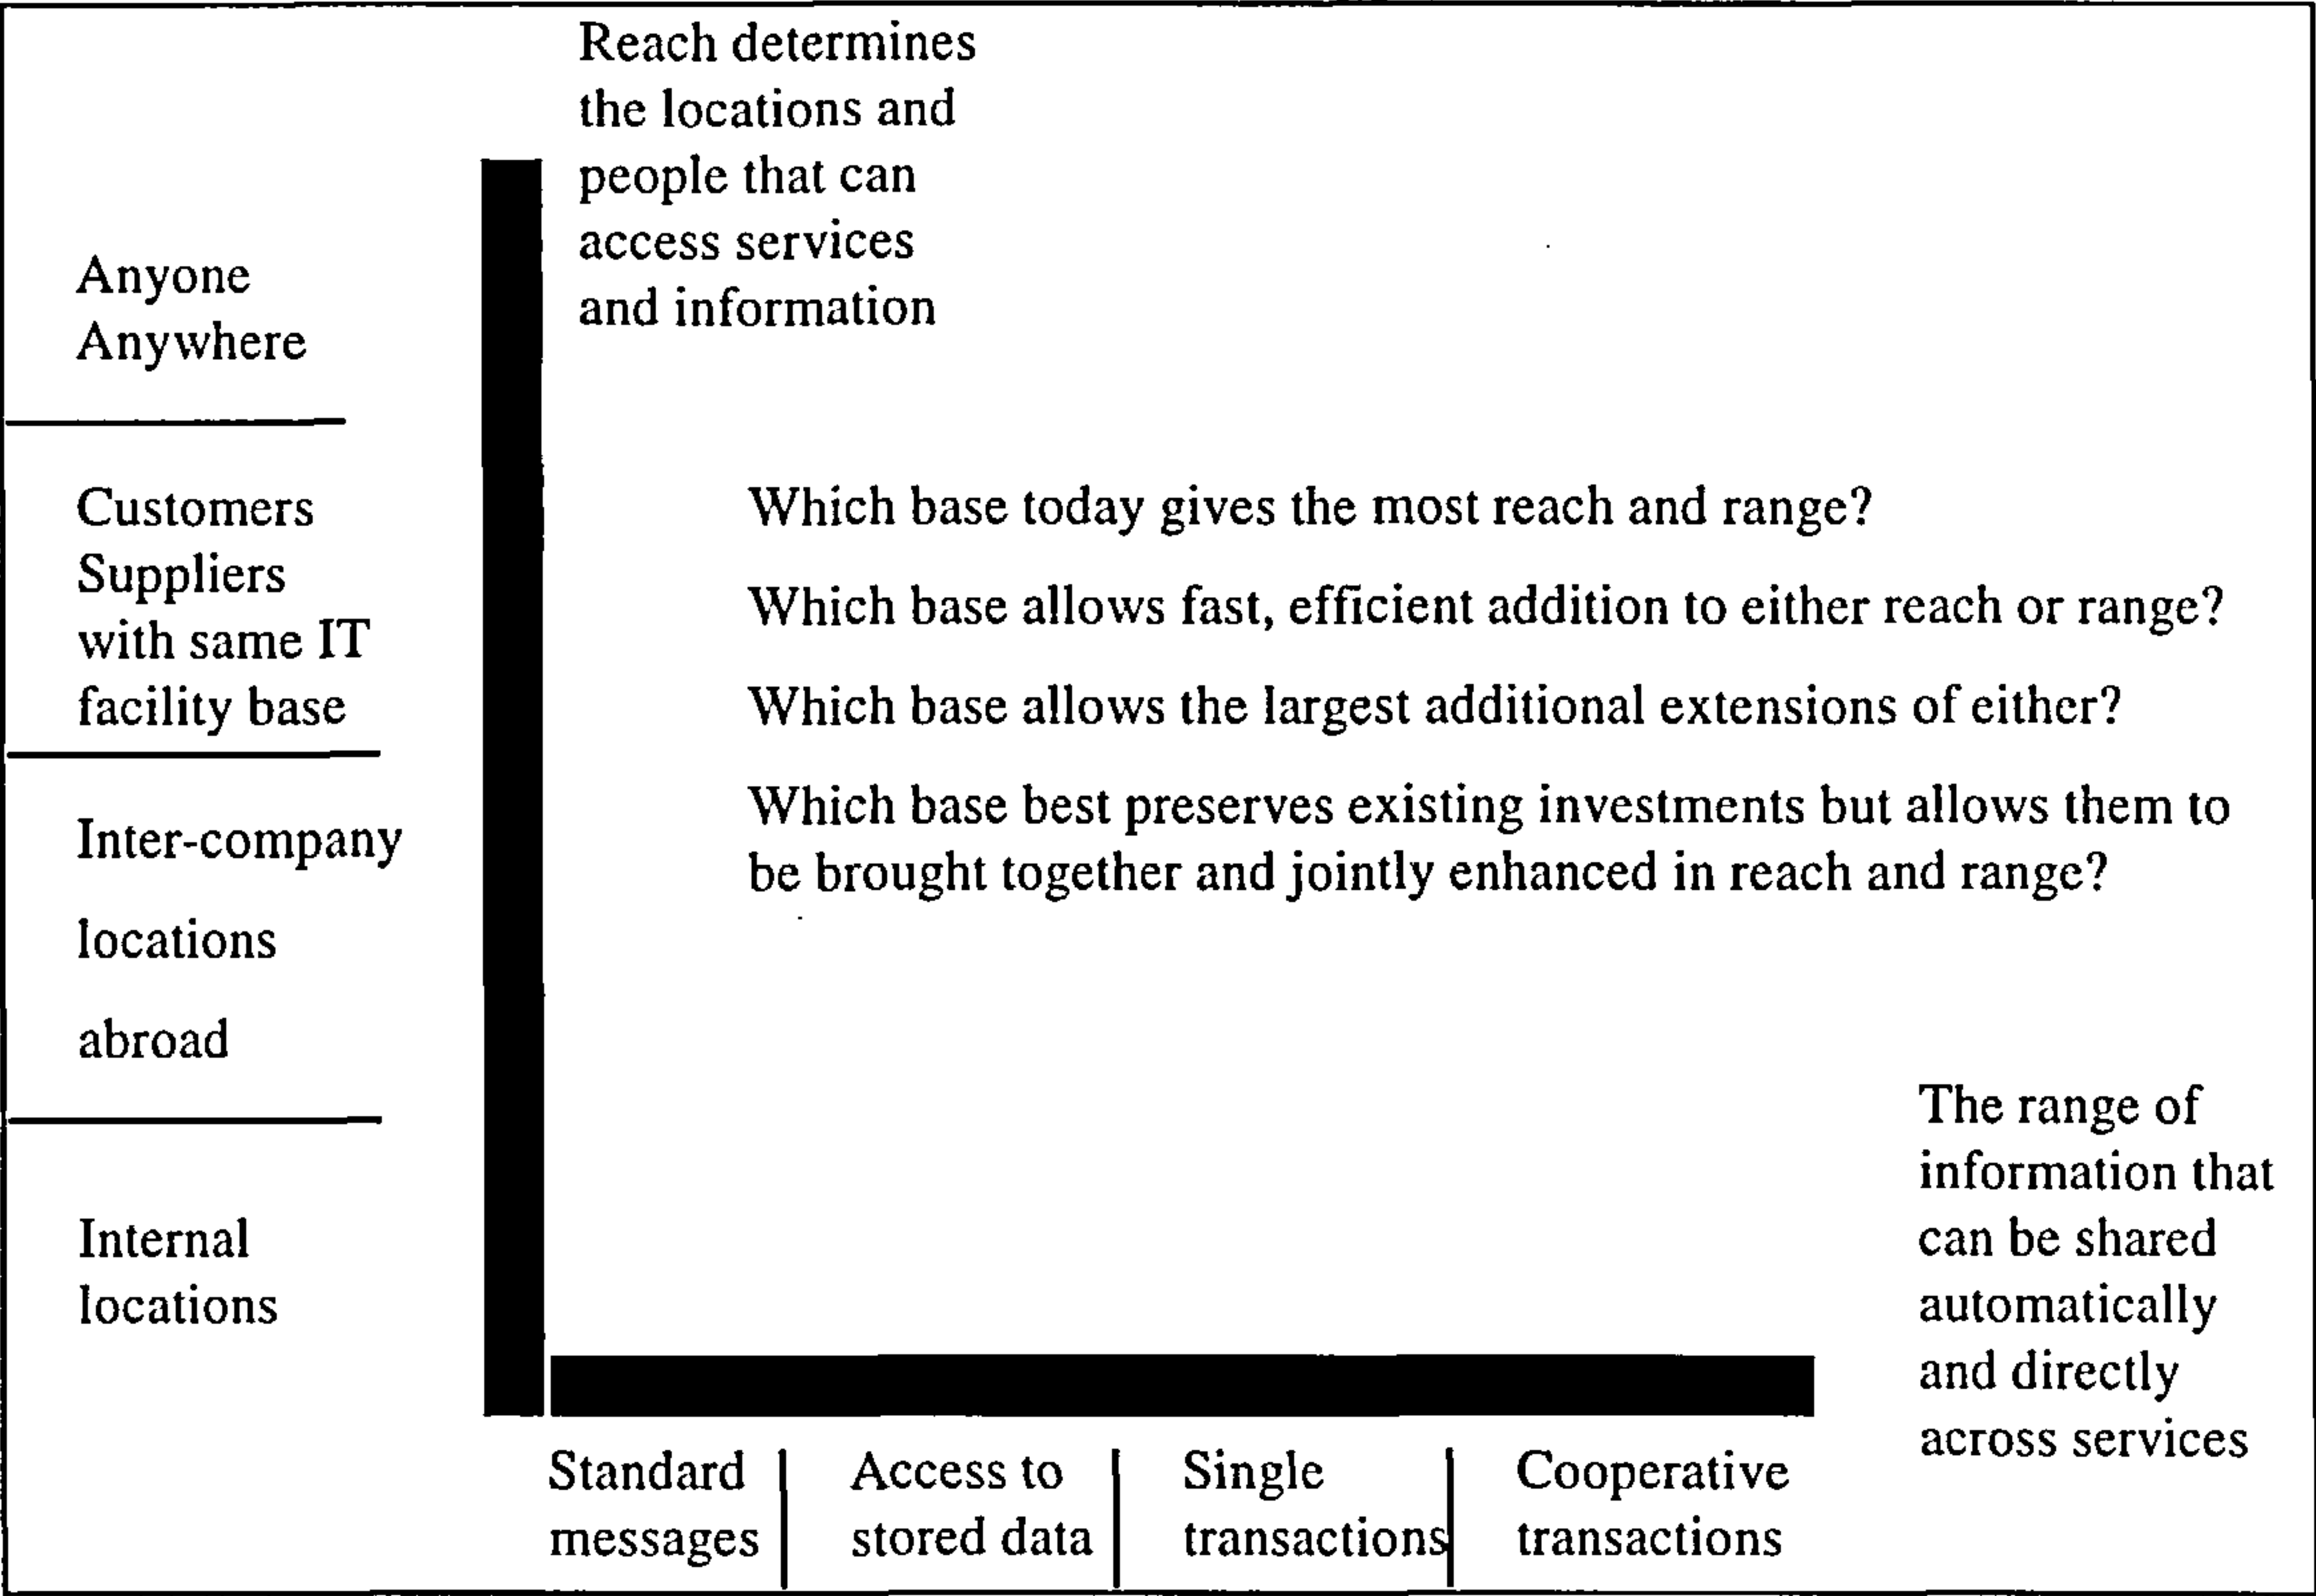 Reach determines
the locations and
people that can
access services
and information
Anyone
Anywhere
Customers
Suppliers
with same IT
facility base
Inter-company
locations
abroad
Internal
locations
Which base today gives the most reach and range?
Which base allows fast, efficient addition to either reach or range?
Which base allows the largest additional extensions of either?
Which base best preserves existing investments but allows them to
be brought together and jointly enhanced in reach and range?
The range of
information that
can be shared
automatically
and directly
across services
Standard
messages
Access to
stored data
Single
transactions
Cooperative
transactions